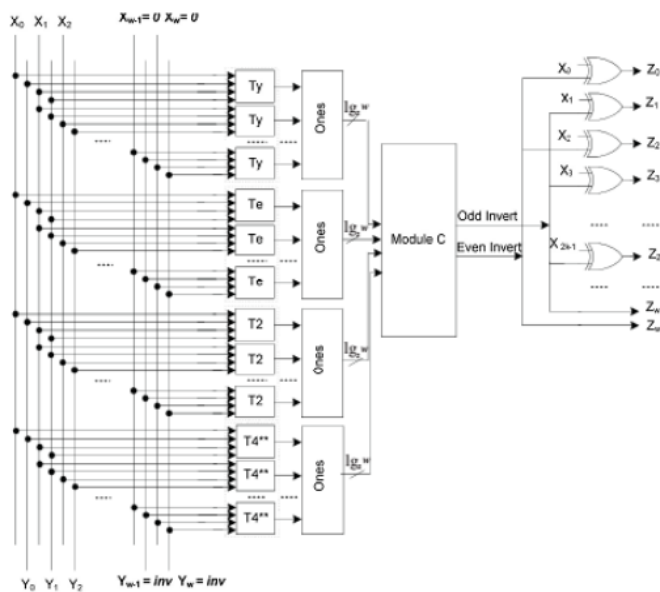 X0 X1 X2 Xw-1=0 Xw=0
X0 Z0
Ty
X1 Z1
Ty Ones lg2 w
X2 Z2
Ty
X3 Z3
Te
Odd Invert
Te Ones Module C
Even Invert X2k-1
Te
Zw
T2 Zw
T2 Ones lg2 w
T2
T4**
T4** Ones lg2 w
T4**
Y0 Y1 Y2 Yw-1=inv Yw=inv